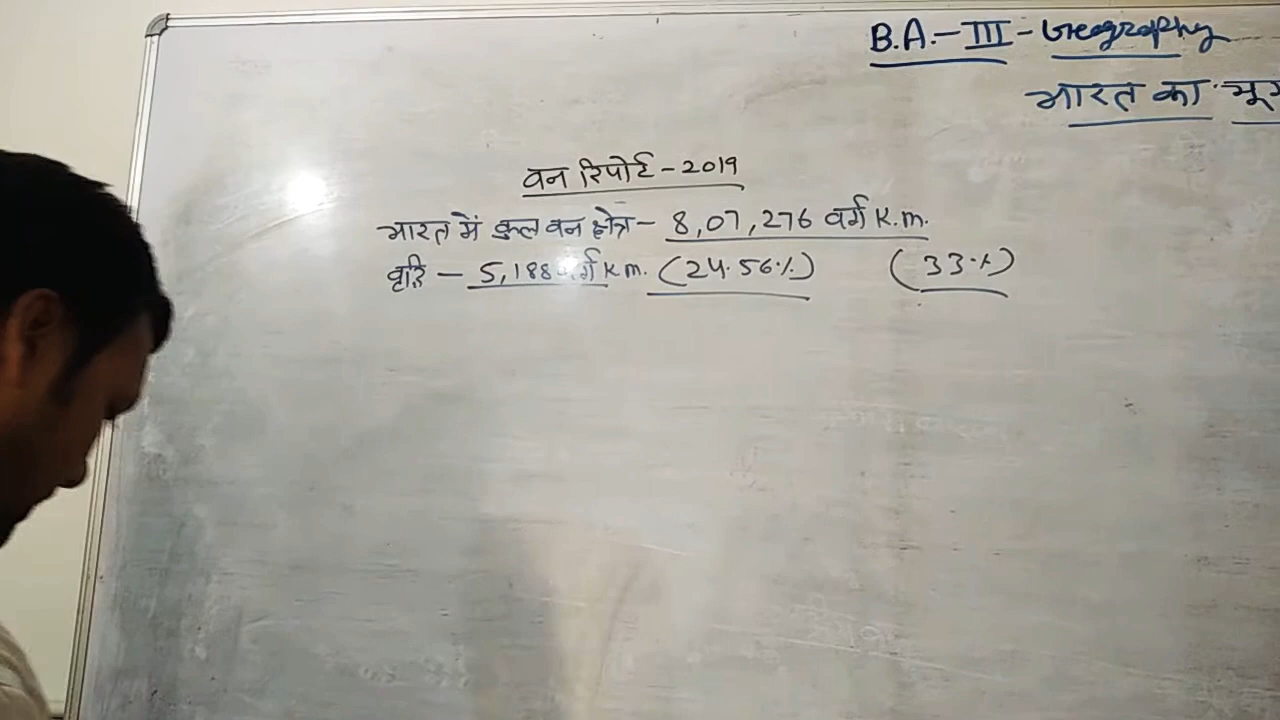 B.A.-III-Geography
भारत का
वन रिपोर्ट-2019
भारत में कुल वन क्षेत्र- 8,07,276 वर्ग K.m.
वृद्धि - 5,188 वर्ग K m. (24.56%) (33%)